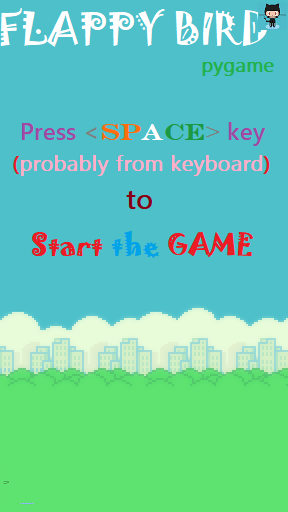 FLAPPY BIRD
pygame
Press <SPACE> key
(probably from keyboard)
to
Start the GAME